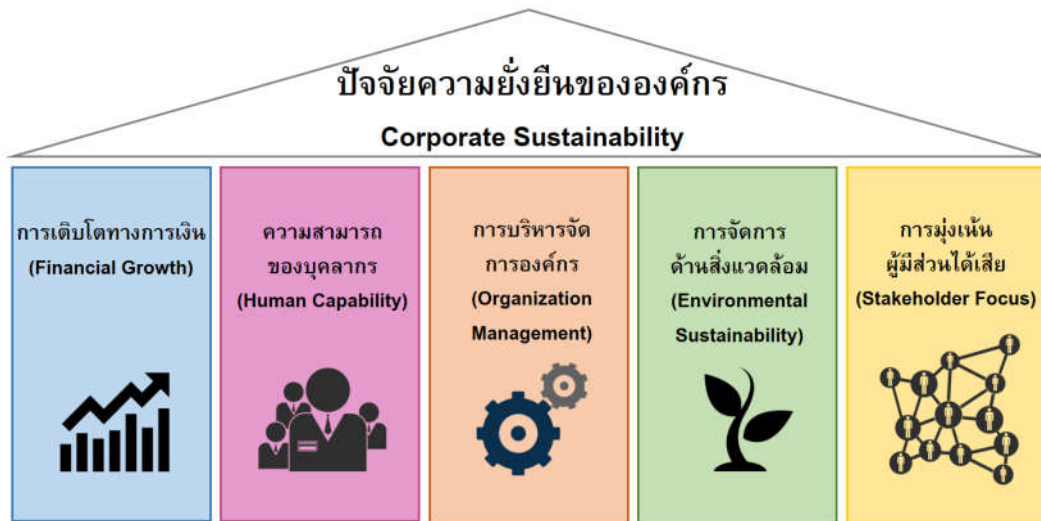 ปัจจัยความยั่งยืนขององค์กร
Corporate Sustainability
การเติบโตทางการเงิน
(Financial Growth)
ความสามารถ
ของบุคลากร
(Human Capability)
การบริหารจัด
การองค์กร
(Organization
Management)
การจัดการ
ด้านสิ่งแวดล้อม
(Environmental
Sustainability)
การมุ่งเน้น
ผู้มีส่วนได้เสีย
(Stakeholder Focus)